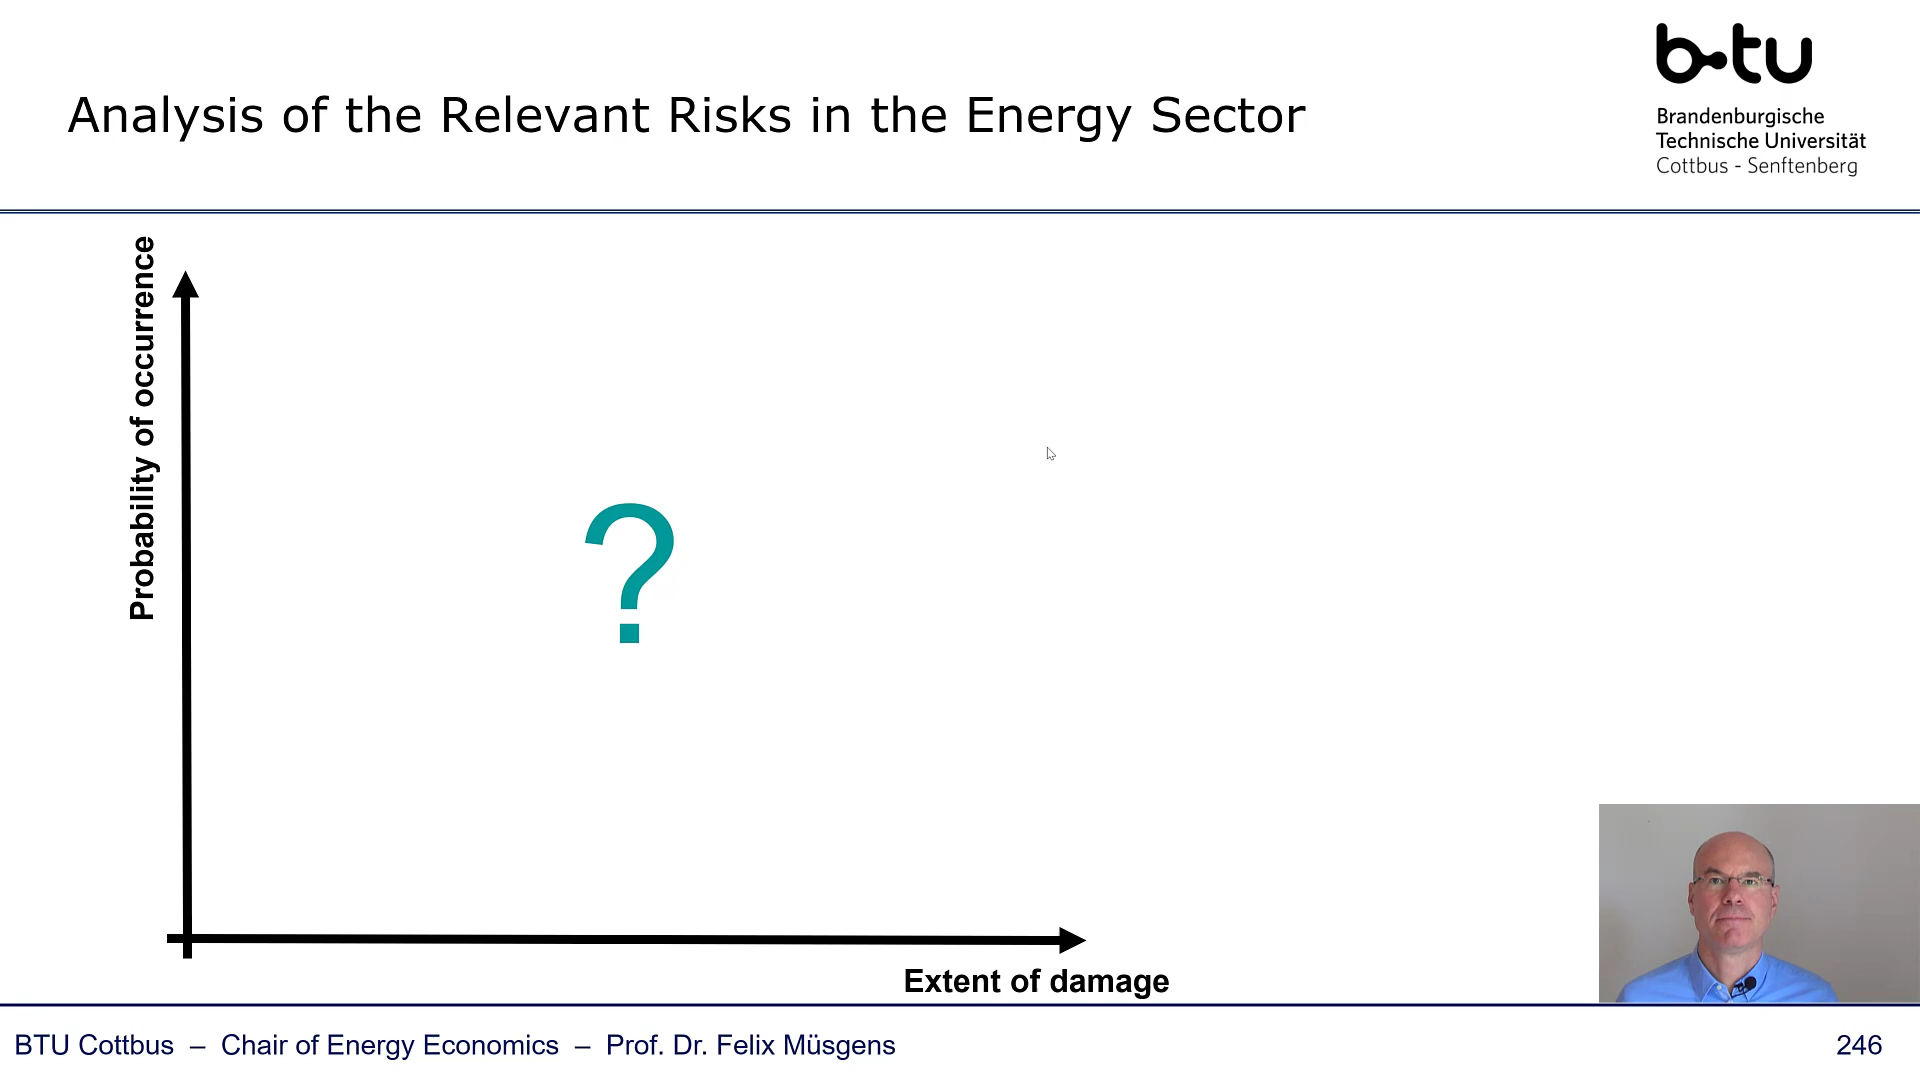 b-tu
Analysis of the Relevant Risks in the Energy Sector
Brandenburgische
Technische Universität
Cottbus - Senftenberg
Probability of occurrence
?
Extent of damage
BTU Cottbus – Chair of Energy Economics – Prof. Dr. Felix Müsgens
246